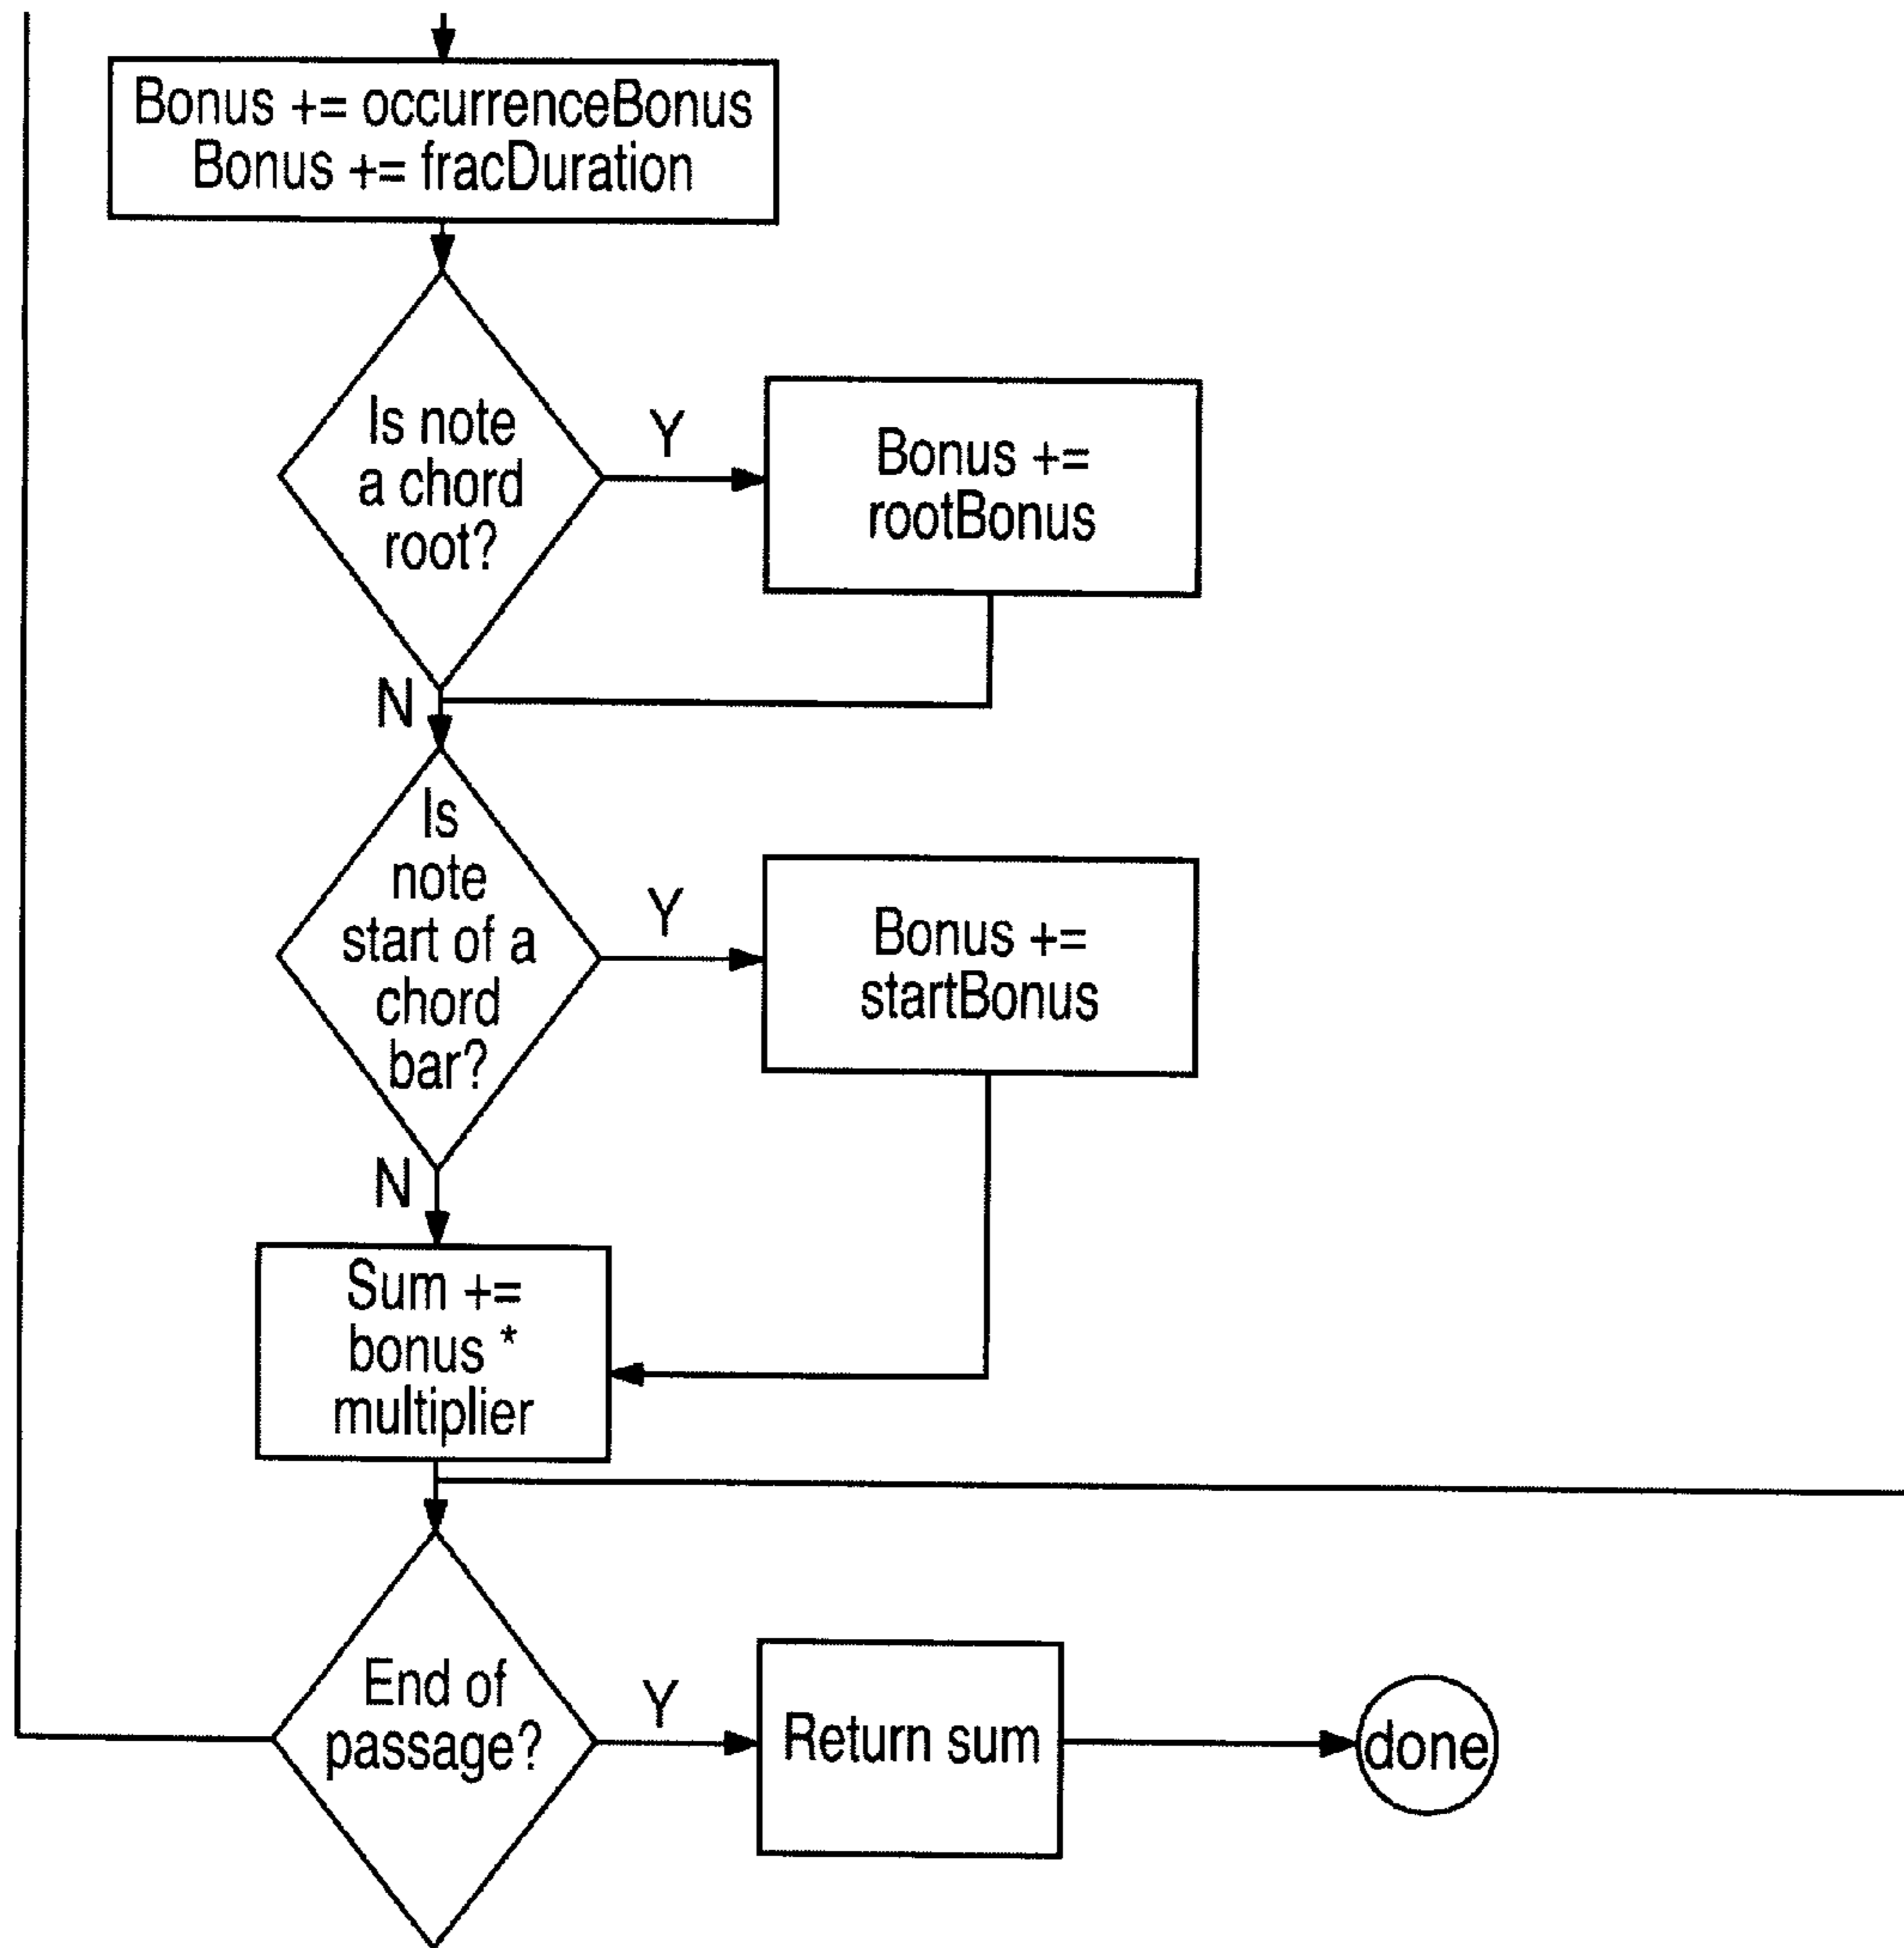 Bonus += occurrenceBonus
Bonus += fracDuration
Is note
a chord
root?
Y
Bonus +=
rootBonus
N
Is
note
start of a
chord
bar?
Y
Bonus +=
startBonus
N
Sum +=
bonus *
multiplier
End of
passage?
Y
Return sum
done